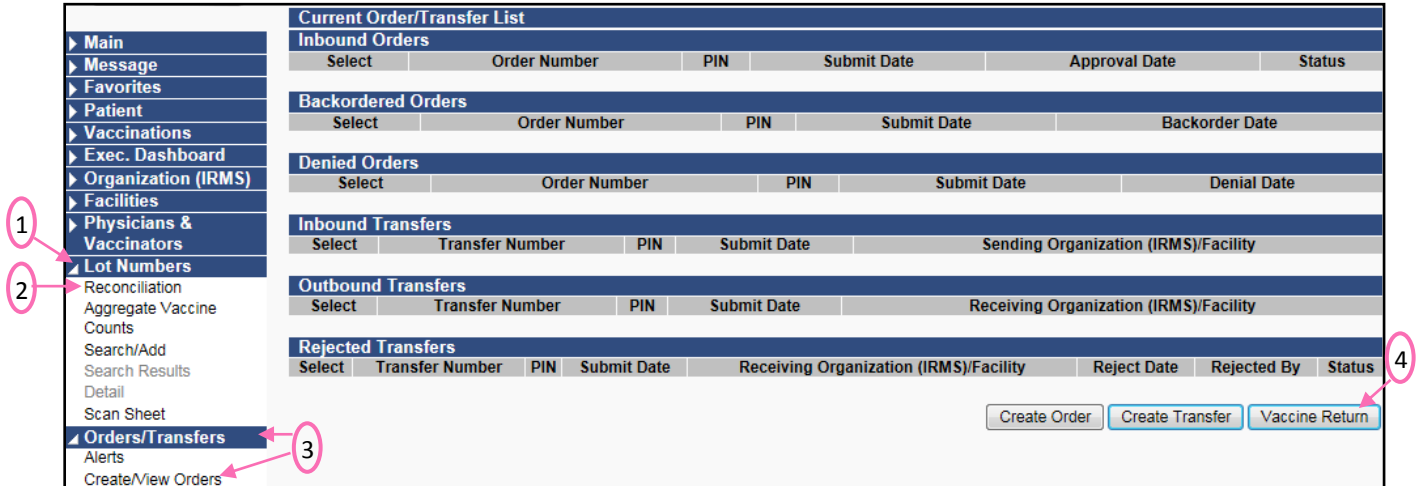 Main
Message
Favorites
Patient
Vaccinations
Exec. Dashboard
Organization (IRMS)
Facilities
Physicians &
Vaccinators
Lot Numbers
Reconciliation
Aggregate Vaccine
Counts
Search/Add
Search Results
Detail
Scan Sheet
Orders/Transfers
Alerts
Create/View Orders
1
2
3
Current Order/Transfer List
Inbound Orders
Select Order Number PIN Submit Date Approval Date Status
Backordered Orders
Select Order Number PIN Submit Date Backorder Date
Denied Orders
Select Order Number PIN Submit Date Denial Date
Inbound Transfers
Select Transfer Number PIN Submit Date Sending Organization (IRMS)/Facility
Outbound Transfers
Select Transfer Number PIN Submit Date Receiving Organization (IRMS)/Facility
Rejected Transfers
Select Transfer Number PIN Submit Date Receiving Organization (IRMS)/Facility Reject Date Rejected By Status
Create Order Create Transfer Vaccine Return
4